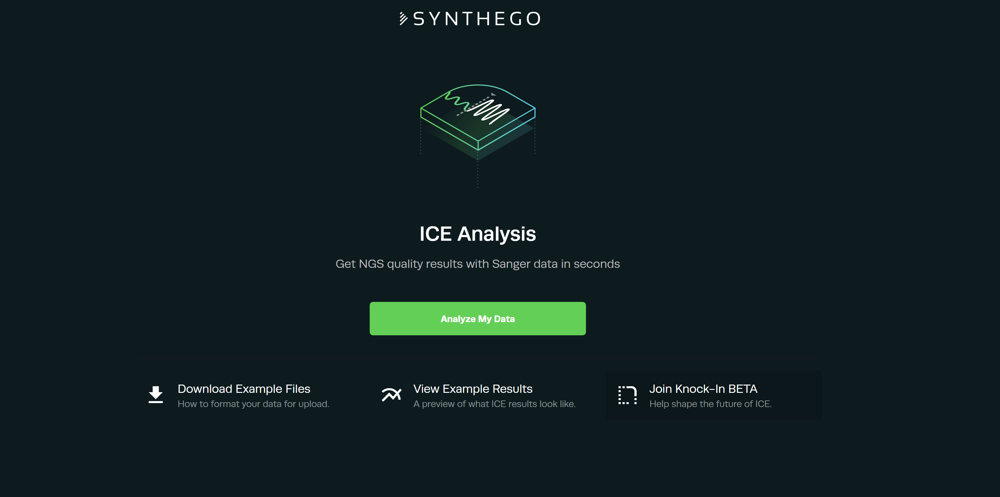 SYNTHEGO
ICE Analysis
Get NGS quality results with Sanger data in seconds
Analyze My Data
Download Example Files
How to format your data for upload.
View Example Results
A preview of what ICE results look like.
Join Knock-In BETA
Help shape the future of ICE.